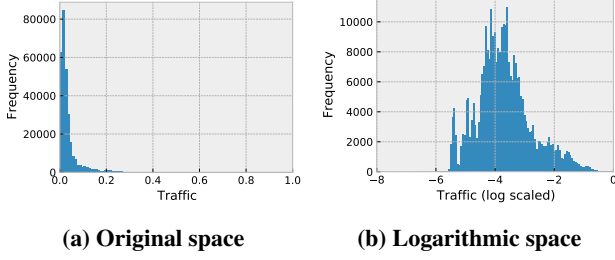 80000
60000
40000
20000
0
Frequency
0.0 0.2 0.4 0.6 0.8 1.0
Traffic
(a) Original space
10000
8000
6000
4000
2000
0
Frequency
−8 −6 −4 −2 0
Traffic (log scaled)
(b) Logarithmic space